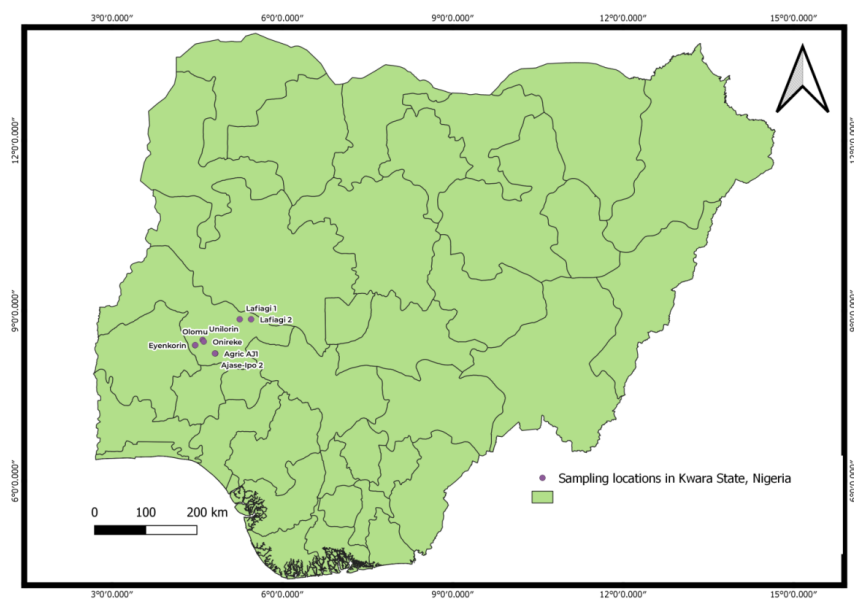 3°0'0.000" 6°0'0.000" 9°0'0.000" 12°0'0.000" 15°0'0.000"
12°0'0.000"
9°0'0.000"
6°0'0.000"
Lafiagi 1
Lafiagi 2
Olomu Unilorin
Eyenkorin Onireke
Agric AJ1
Ajase-Ipo 2
Sampling locations in Kwara State, Nigeria
0 100 200 km
3°0'0.000" 6°0'0.000" 9°0'0.000" 12°0'0.000" 15°0'0.000"